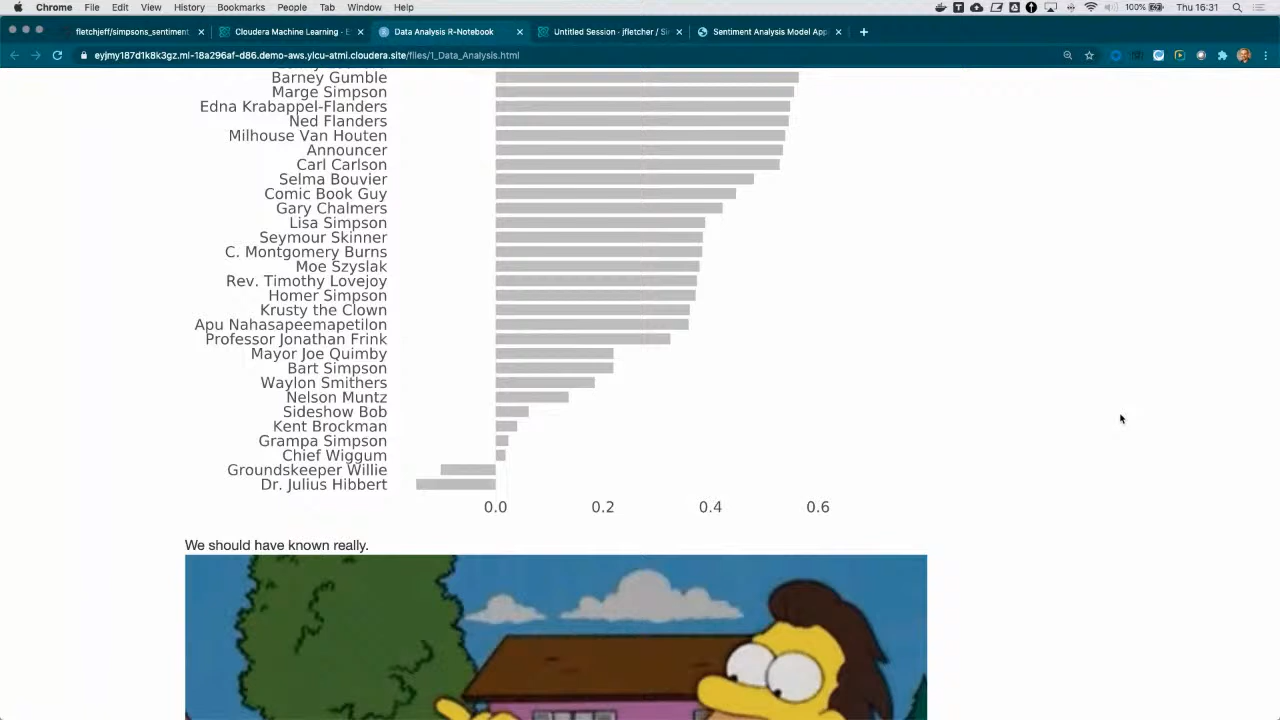 Chrome File Edit View History Bookmarks People Tab Window Help 100% Thu 16:31
fletchjeff/simpsons_sentiment Cloudera Machine Learning - E Data Analysis R-Notebook Untitled Session - jfletcher / Si Sentiment Analysis Model App
eyjmy187d1k8k3gz.ml-18a296af-d86.demo-aws.ylcu-atmi.cloudera.site/files/1_Data_Analysis.html
Barney Gumble
Marge Simpson
Edna Krabappel-Flanders
Ned Flanders
Milhouse Van Houten
Announcer
Carl Carlson
Selma Bouvier
Comic Book Guy
Gary Chalmers
Lisa Simpson
Seymour Skinner
C. Montgomery Burns
Moe Szyslak
Rev. Timothy Lovejoy
Homer Simpson
Krusty the Clown
Apu Nahasapeemapetilon
Professor Jonathan Frink
Mayor Joe Quimby
Bart Simpson
Waylon Smithers
Nelson Muntz
Sideshow Bob
Kent Brockman
Grampa Simpson
Chief Wiggum
Groundskeeper Willie
Dr. Julius Hibbert
0.0 0.2 0.4 0.6
We should have known really.